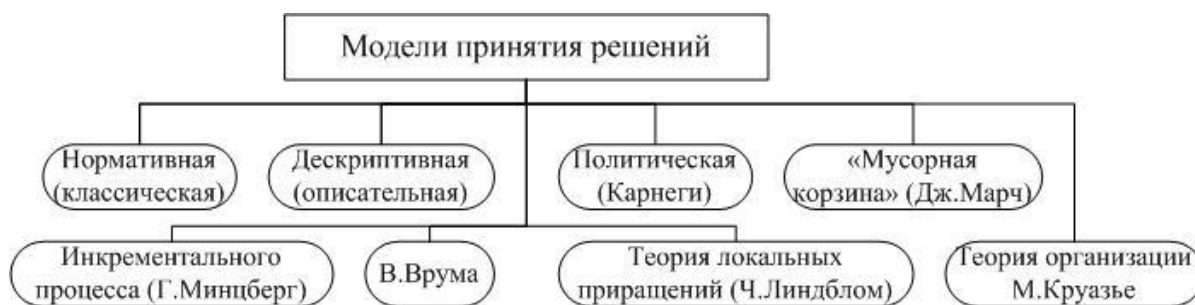 Модели принятия решений
Нормативная
(классическая)
Дескриптивная
(описательная)
Политическая
(Карнеги)
«Мусорная
корзина» (Дж.Марч)
Инкрементального
процесса (Г.Минцберг)
В.Врума
Теория локальных
приращений (Ч.Линдблом)
Теория организации
М.Круазье